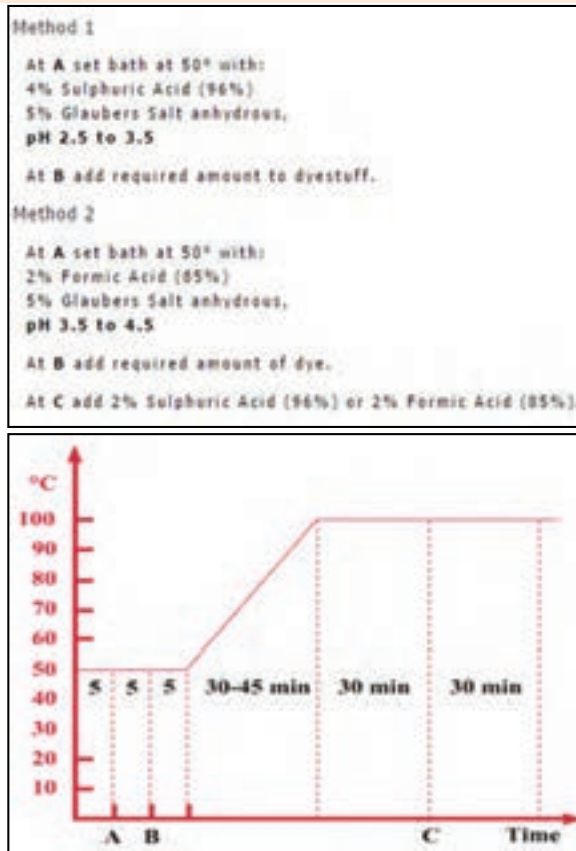 Method 1
At A set bath at 50° with:
4% Sulphuric Acid (96%)
5% Glaubers Salt anhydrous,
pH 2.5 to 3.5
At B add required amount to dyestuff.
Method 2
At A set bath at 50° with:
2% Formic Acid (85%)
5% Glaubers Salt anhydrous,
pH 3.5 to 4.5
At B add required amount of dye.
At C add 2% Sulphuric Acid (96%) or 2% Formic Acid (85%)
°C
100
90
80
70
60
50
40
30
20
10
5 5 5 30-45 min 30 min 30 min
A B C Time